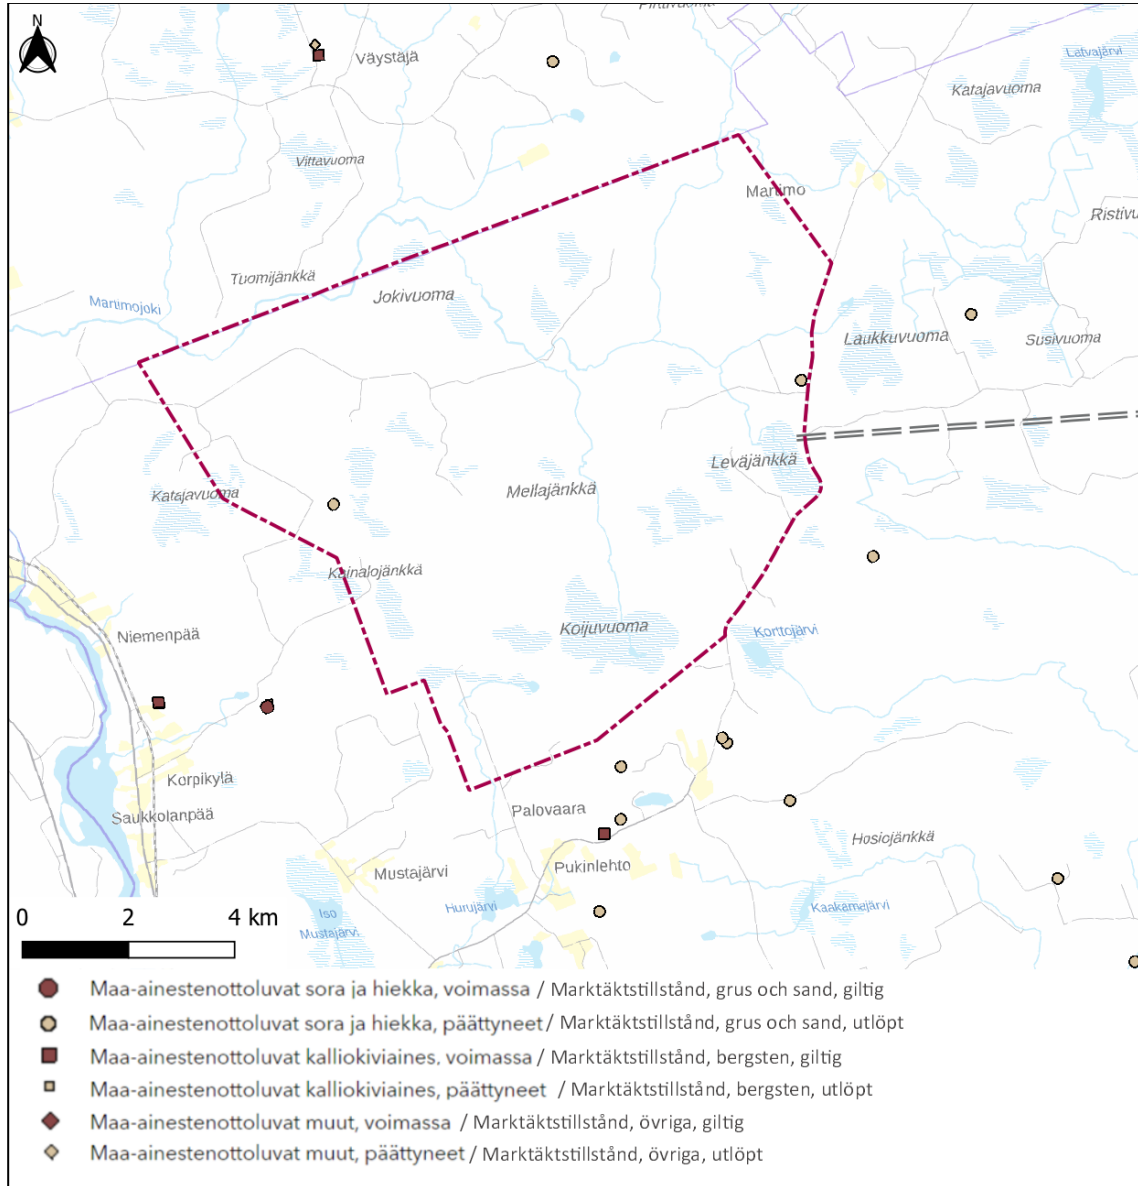 Pitkävuoma
N
Väystäjä
Latvajärvi
Katajavuoma
Vittavuoma
Martimo
Ristivu
Tuomijänkkä
Jokivuoma
Martimojoki
Laukkuvuoma
Susivuoma
Leväjänkkä
Mellajänkkä
Katajavuoma
Kainalojänkkä
Koijuvuoma
Korttojärvi
Niemenpää
Korpikylä
Saukkolanpää
Palovaara
Hosiojänkkä
Mustajärvi
Pukinlehto
Hurujärvi
Kaakamajärvi
Iso
Mustajärvi
0 2 4 km
Maa-ainestenottoluvat sora ja hiekka, voimassa / Marktäktstillstånd, grus och sand, giltig
Maa-ainestenottoluvat sora ja hiekka, päättyneet / Marktäktstillstånd, grus och sand, utlöpt
Maa-ainestenottoluvat kalliokiviaines, voimassa / Marktäktstillstånd, bergsten, giltig
Maa-ainestenottoluvat kalliokiviaines, päättyneet / Marktäktstillstånd, bergsten, utlöpt
Maa-ainestenottoluvat muut, voimassa / Marktäktstillstånd, övriga, giltig
Maa-ainestenottoluvat muut, päättyneet / Marktäktstillstånd, övriga, utlöpt